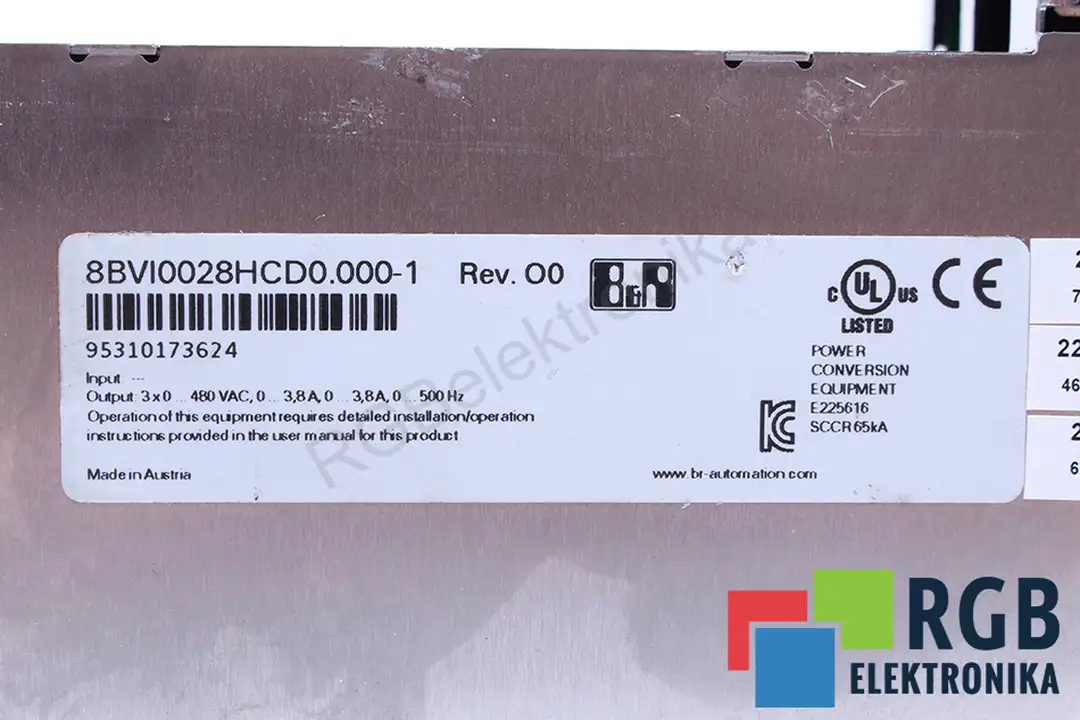 8BVI0028HCD0.000-1 Rev. O0 B&R
95310173624
Input: ---
Output: 3 x 0 ... 480 VAC, 0 ... 3,8 A, 0 ... 3,8A, 0 ... 500 Hz
Operation of this equipment requires detailed installation/operation
instructions provided in the user manual for this product
Made in Austria
C UL US
LISTED
CE
POWER
CONVERSION
EQUIPMENT
E225616
SCCR 65kA
www.br-automation.com
RGBelektronika
RGB
ELEKTRONIKA